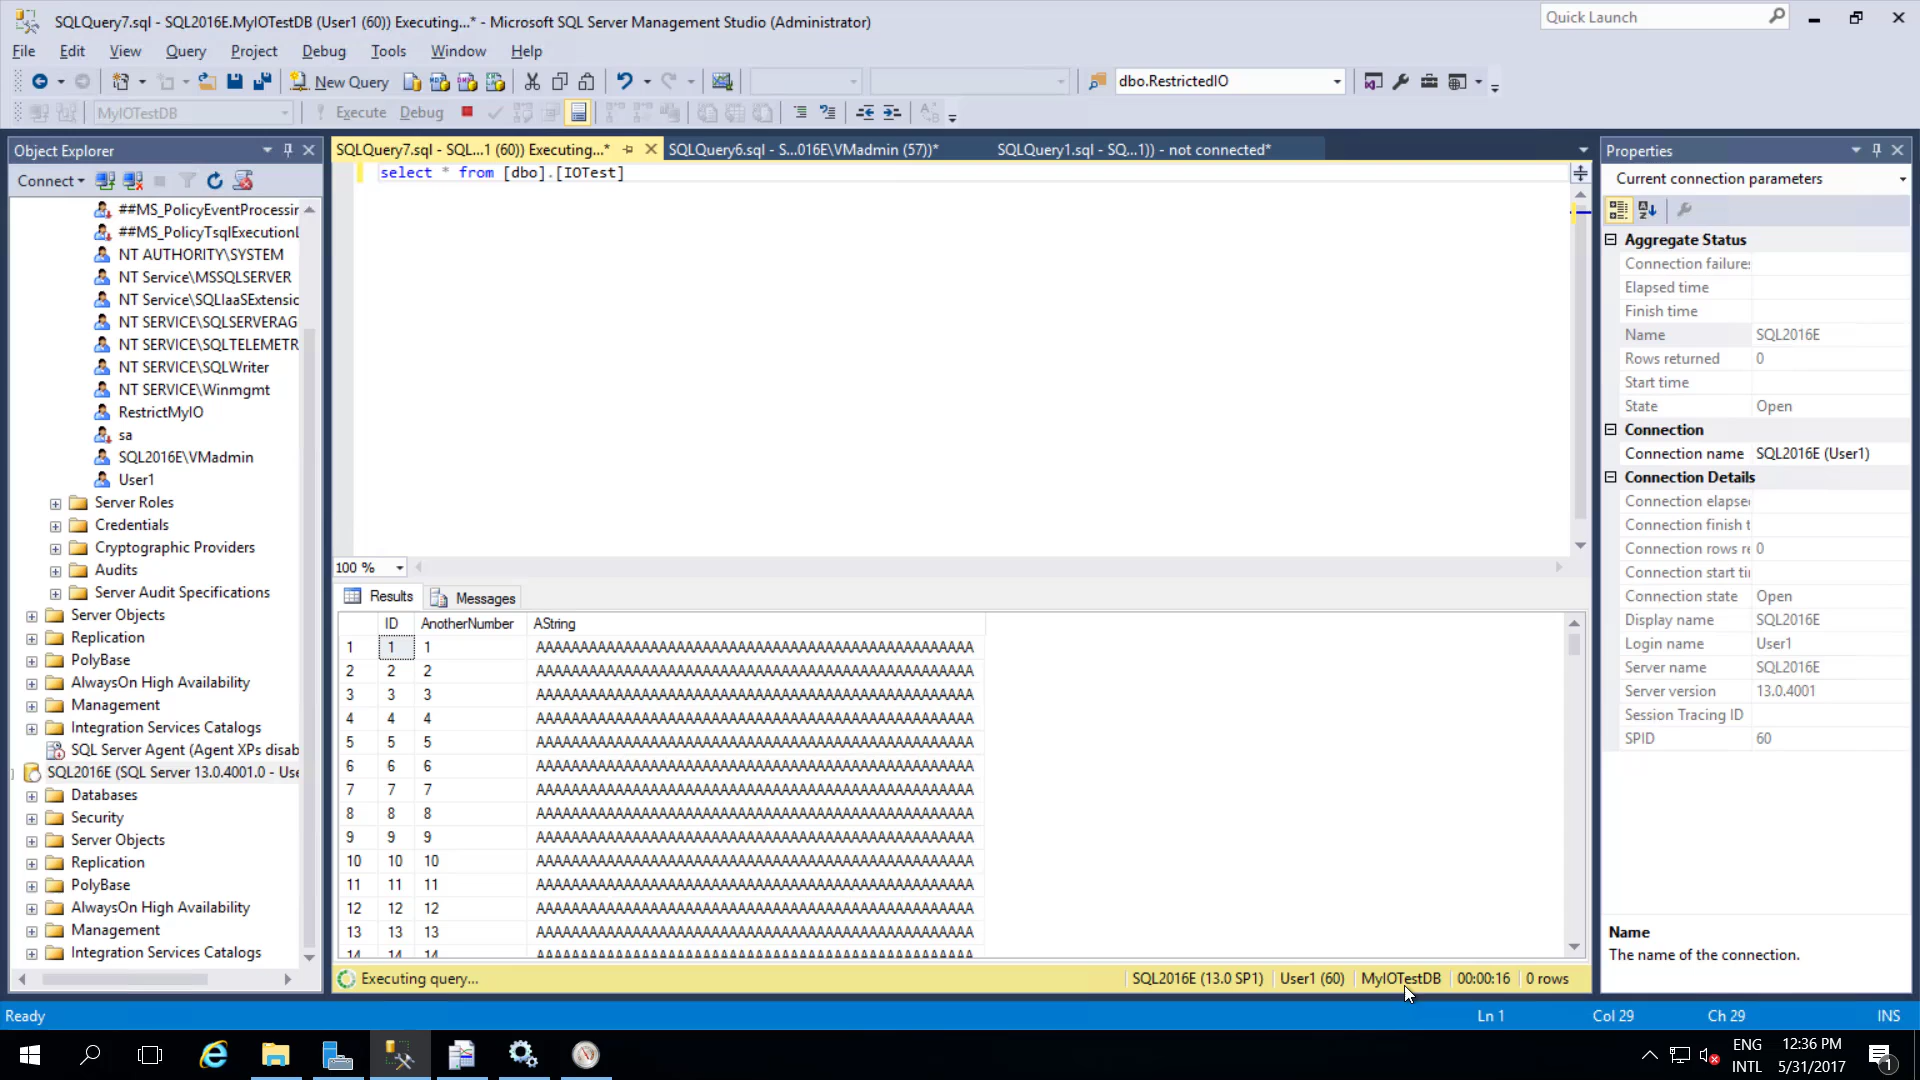 SQLQuery7.sql - SQL2016E.MyIOTestDB (User1 (60)) Executing...* - Microsoft SQL Server Management Studio (Administrator)
Quick Launch
File Edit View Query Project Debug Tools Window Help
New Query
dbo.RestrictedIO
MyIOTestDB
Execute Debug
Object Explorer
Connect
##MS_PolicyEventProcessin
##MS_PolicyTsqlExecutionL
NT AUTHORITY\SYSTEM
NT Service\MSSQLSERVER
NT Service\SQLIaaSExtensic
NT SERVICE\SQLSERVERAG
NT SERVICE\SQLTELEMETR
NT SERVICE\SQLWriter
NT SERVICE\Winmgmt
RestrictMyIO
sa
SQL2016E\VMadmin
User1
Server Roles
Credentials
Cryptographic Providers
Audits
Server Audit Specifications
Server Objects
Replication
PolyBase
AlwaysOn High Availability
Management
Integration Services Catalogs
SQL Server Agent (Agent XPs disab
SQL2016E (SQL Server 13.0.4001.0 - Use
Databases
Security
Server Objects
Replication
PolyBase
AlwaysOn High Availability
Management
Integration Services Catalogs
SQLQuery7.sql - SQL...1 (60)) Executing...*
SQLQuery6.sql - S...016E\VMadmin (57))*
SQLQuery1.sql - SQ...1)) - not connected*
select * from [dbo].[IOTest]
100 %
Results Messages
ID AnotherNumber AString
1 1 1 AAAAAAAAAAAAAAAAAAAAAAAAAAAAAAAAAAAAAAAAAAAAAAAAAA
2 2 2 AAAAAAAAAAAAAAAAAAAAAAAAAAAAAAAAAAAAAAAAAAAAAAAAAA
3 3 3 AAAAAAAAAAAAAAAAAAAAAAAAAAAAAAAAAAAAAAAAAAAAAAAAAA
4 4 4 AAAAAAAAAAAAAAAAAAAAAAAAAAAAAAAAAAAAAAAAAAAAAAAAAA
5 5 5 AAAAAAAAAAAAAAAAAAAAAAAAAAAAAAAAAAAAAAAAAAAAAAAAAA
6 6 6 AAAAAAAAAAAAAAAAAAAAAAAAAAAAAAAAAAAAAAAAAAAAAAAAAA
7 7 7 AAAAAAAAAAAAAAAAAAAAAAAAAAAAAAAAAAAAAAAAAAAAAAAAAA
8 8 8 AAAAAAAAAAAAAAAAAAAAAAAAAAAAAAAAAAAAAAAAAAAAAAAAAA
9 9 9 AAAAAAAAAAAAAAAAAAAAAAAAAAAAAAAAAAAAAAAAAAAAAAAAAA
10 10 10 AAAAAAAAAAAAAAAAAAAAAAAAAAAAAAAAAAAAAAAAAAAAAAAAAA
11 11 11 AAAAAAAAAAAAAAAAAAAAAAAAAAAAAAAAAAAAAAAAAAAAAAAAAA
12 12 12 AAAAAAAAAAAAAAAAAAAAAAAAAAAAAAAAAAAAAAAAAAAAAAAAAA
13 13 13 AAAAAAAAAAAAAAAAAAAAAAAAAAAAAAAAAAAAAAAAAAAAAAAAAA
14 14 14 AAAAAAAAAAAAAAAAAAAAAAAAAAAAAAAAAAAAAAAAAAAAAAAAAA
Executing query... SQL2016E (13.0 SP1) User1 (60) MyIOTestDB 00:00:16 0 rows
Properties
Current connection parameters
Aggregate Status
Connection failures
Elapsed time
Finish time
Name SQL2016E
Rows returned 0
Start time
State Open
Connection
Connection name SQL2016E (User1)
Connection Details
Connection elapsed
Connection finish t
Connection rows re 0
Connection start tii
Connection state Open
Display name SQL2016E
Login name User1
Server name SQL2016E
Server version 13.0.4001
Session Tracing ID
SPID 60
Name
The name of the connection.
Ready Ln 1 Col 29 Ch 29 INS
ENG
INTL
12:36 PM
5/31/2017
1